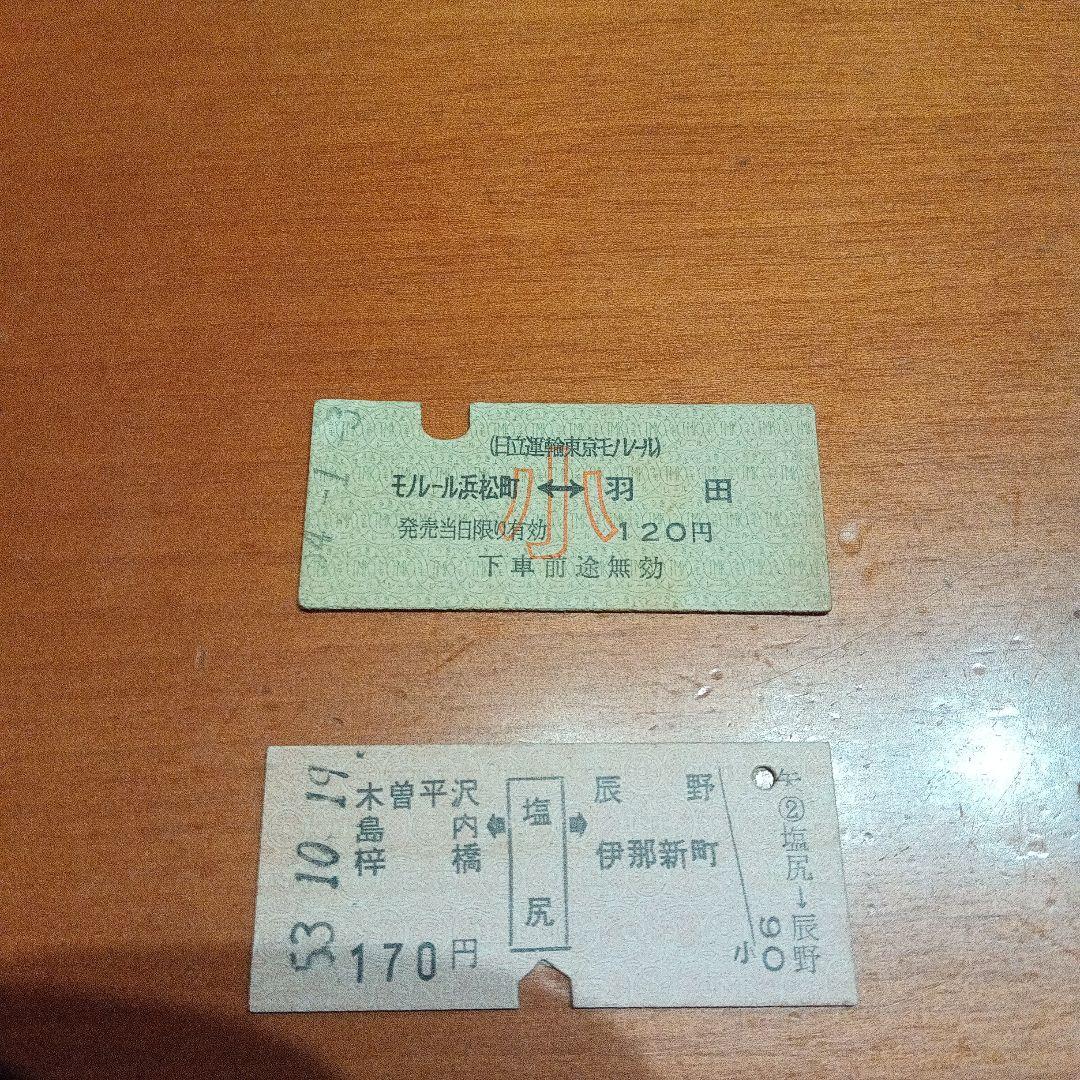 (日立運輸東京モノレール)
モノレール浜松町 ↔ 羽田
小
発売当日限り有効 120円
下車前途無効
53.10.19
木曽平沢
島内
梓橋
塩尻
辰野
伊那新町
170円
②塩尻→辰野
小
90